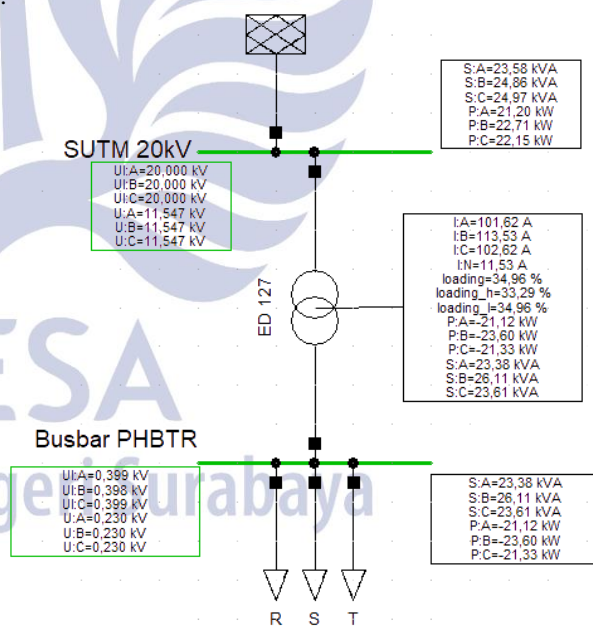 S:A=23,58 kVA
S:B=24,86 kVA
S:C=24,97 kVA
P:A=21,20 kW
P:B=22,71 kW
P:C=22,15 kW
SUTM 20kV
Ul:A=20,000 kV
Ul:B=20,000 kV
Ul:C=20,000 kV
U:A=11,547 kV
U:B=11,547 kV
U:C=11,547 kV
I:A=101,62 A
I:B=113,53 A
I:C=102,62 A
I:N=11,53 A
loading=34,96 %
loading_h=33,29 %
loading_l=34,96 %
P:A=-21,12 kW
P:B=-23,60 kW
P:C=-21,33 kW
S:A=23,38 kVA
S:B=26,11 kVA
S:C=23,61 kVA
ED 127
ESA
Busbar PHBTR
geri Surabaya
Ul:A=0,399 kV
Ul:B=0,398 kV
Ul:C=0,399 kV
U:A=0,230 kV
U:B=0,230 kV
U:C=0,230 kV
S:A=23,38 kVA
S:B=26,11 kVA
S:C=23,61 kVA
P:A=-21,12 kW
P:B=-23,60 kW
P:C=-21,33 kW
R S T